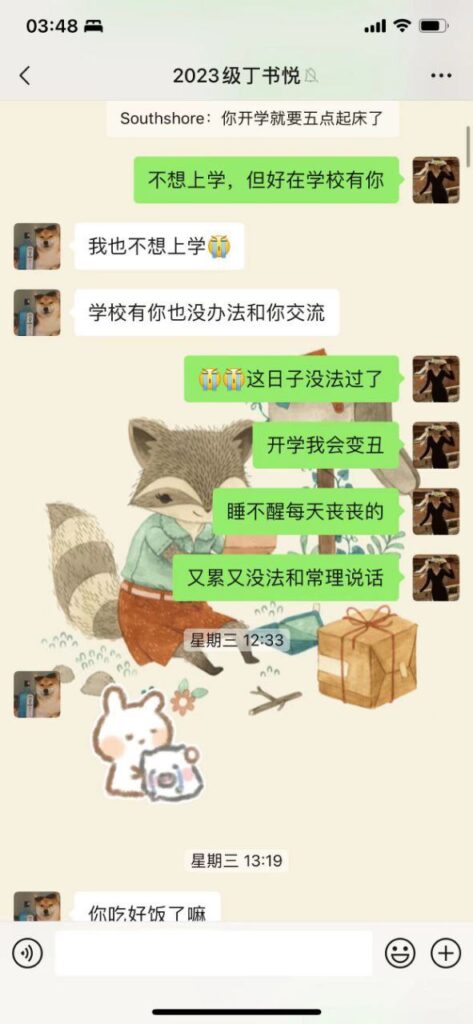 03:48
2023级丁书悦
Southshore：你开学就要五点起床了
不想上学，但好在学校有你
我也不想上学😭
学校有你也没办法和你交流
😭😭这日子没法过了
开学我会变丑
睡不醒每天丧丧的
又累又没法和常理说话
星期三 12:33
星期三 13:19
你吃好饭了嘛